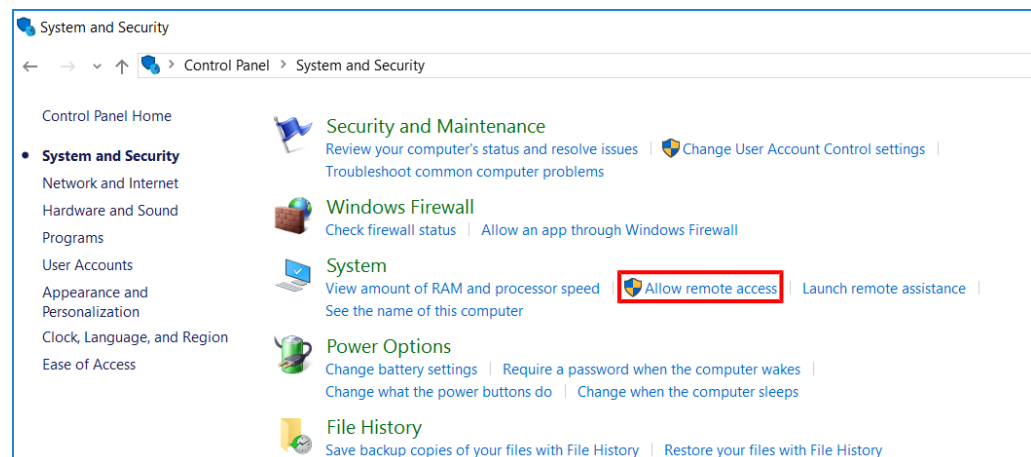 System and Security
Control Panel > System and Security
Control Panel Home
System and Security
Network and Internet
Hardware and Sound
Programs
User Accounts
Appearance and
Personalization
Clock, Language, and Region
Ease of Access
Security and Maintenance
Review your computer's status and resolve issues | Change User Account Control settings |
Troubleshoot common computer problems
Windows Firewall
Check firewall status | Allow an app through Windows Firewall
System
View amount of RAM and processor speed | Allow remote access | Launch remote assistance |
See the name of this computer
Power Options
Change battery settings | Require a password when the computer wakes |
Change what the power buttons do | Change when the computer sleeps
File History
Save backup copies of your files with File History | Restore your files with File History